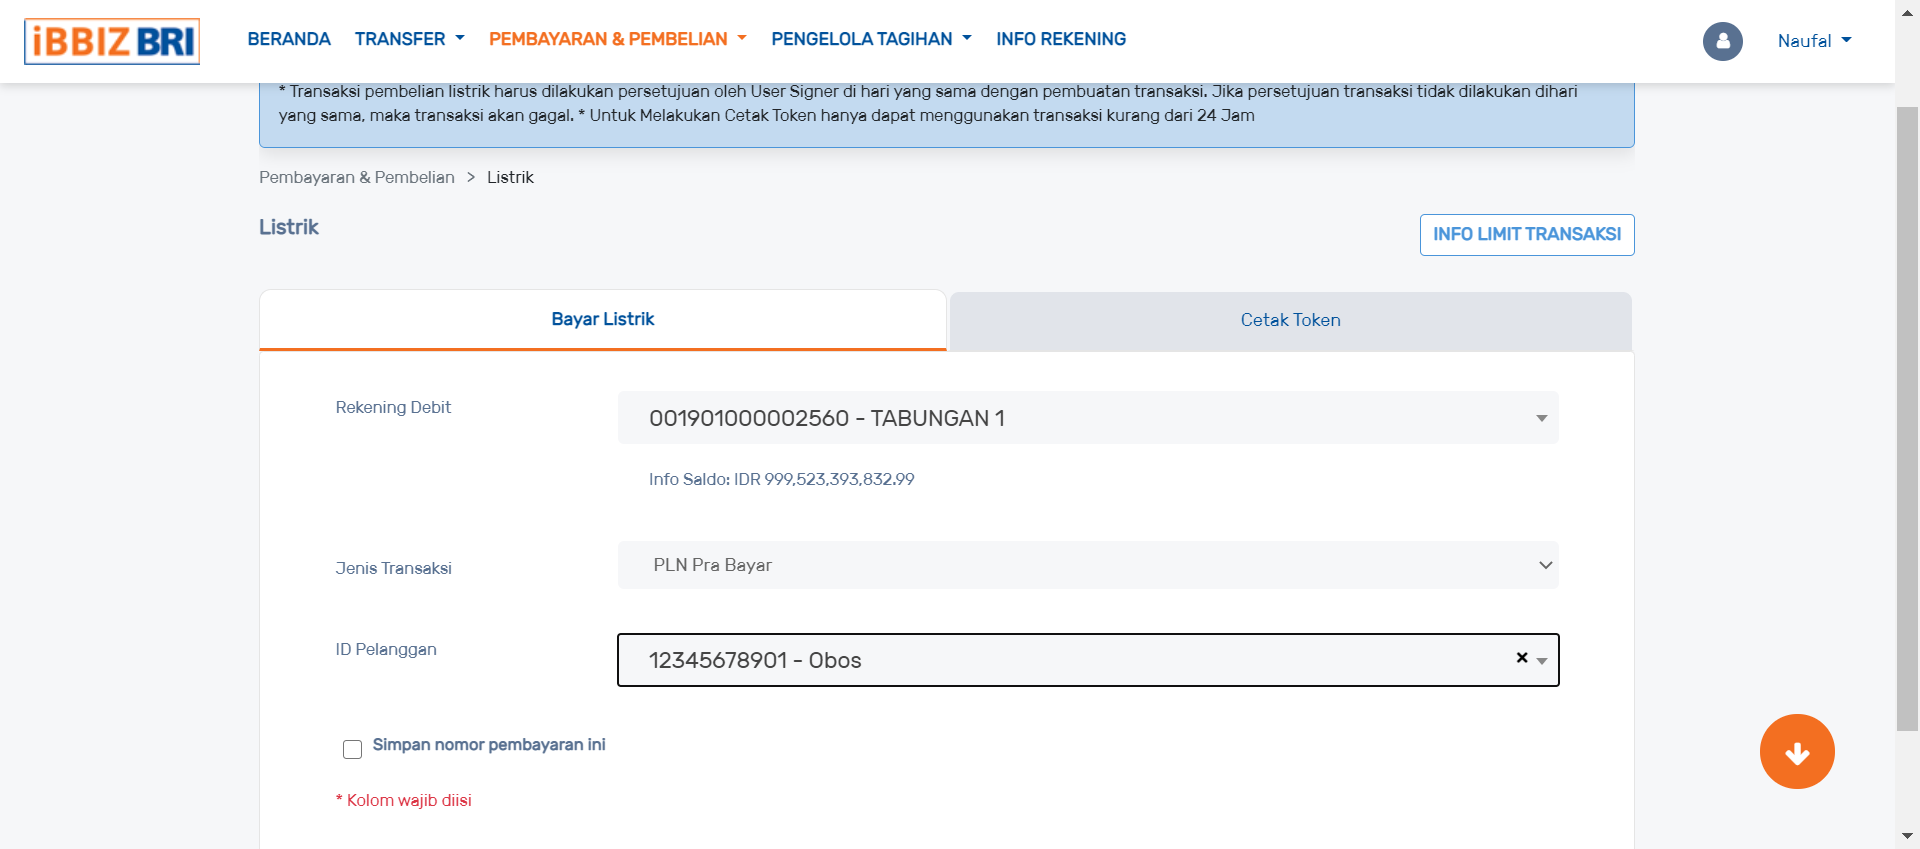 iBBIZ BRI
BERANDA TRANSFER PEMBAYARAN & PEMBELIAN PENGELOLA TAGIHAN INFO REKENING
Naufal
* Transaksi pembelian listrik harus dilakukan persetujuan oleh User Signer di hari yang sama dengan pembuatan transaksi. Jika persetujuan transaksi tidak dilakukan dihari
yang sama, maka transaksi akan gagal. * Untuk Melakukan Cetak Token hanya dapat menggunakan transaksi kurang dari 24 Jam
Pembayaran & Pembelian > Listrik
Listrik
INFO LIMIT TRANSAKSI
Bayar Listrik
Cetak Token
Rekening Debit
001901000002560 - TABUNGAN 1
Info Saldo: IDR 999,523,393,832.99
Jenis Transaksi
PLN Pra Bayar
ID Pelanggan
12345678901 - Obos
Simpan nomor pembayaran ini
* Kolom wajib diisi